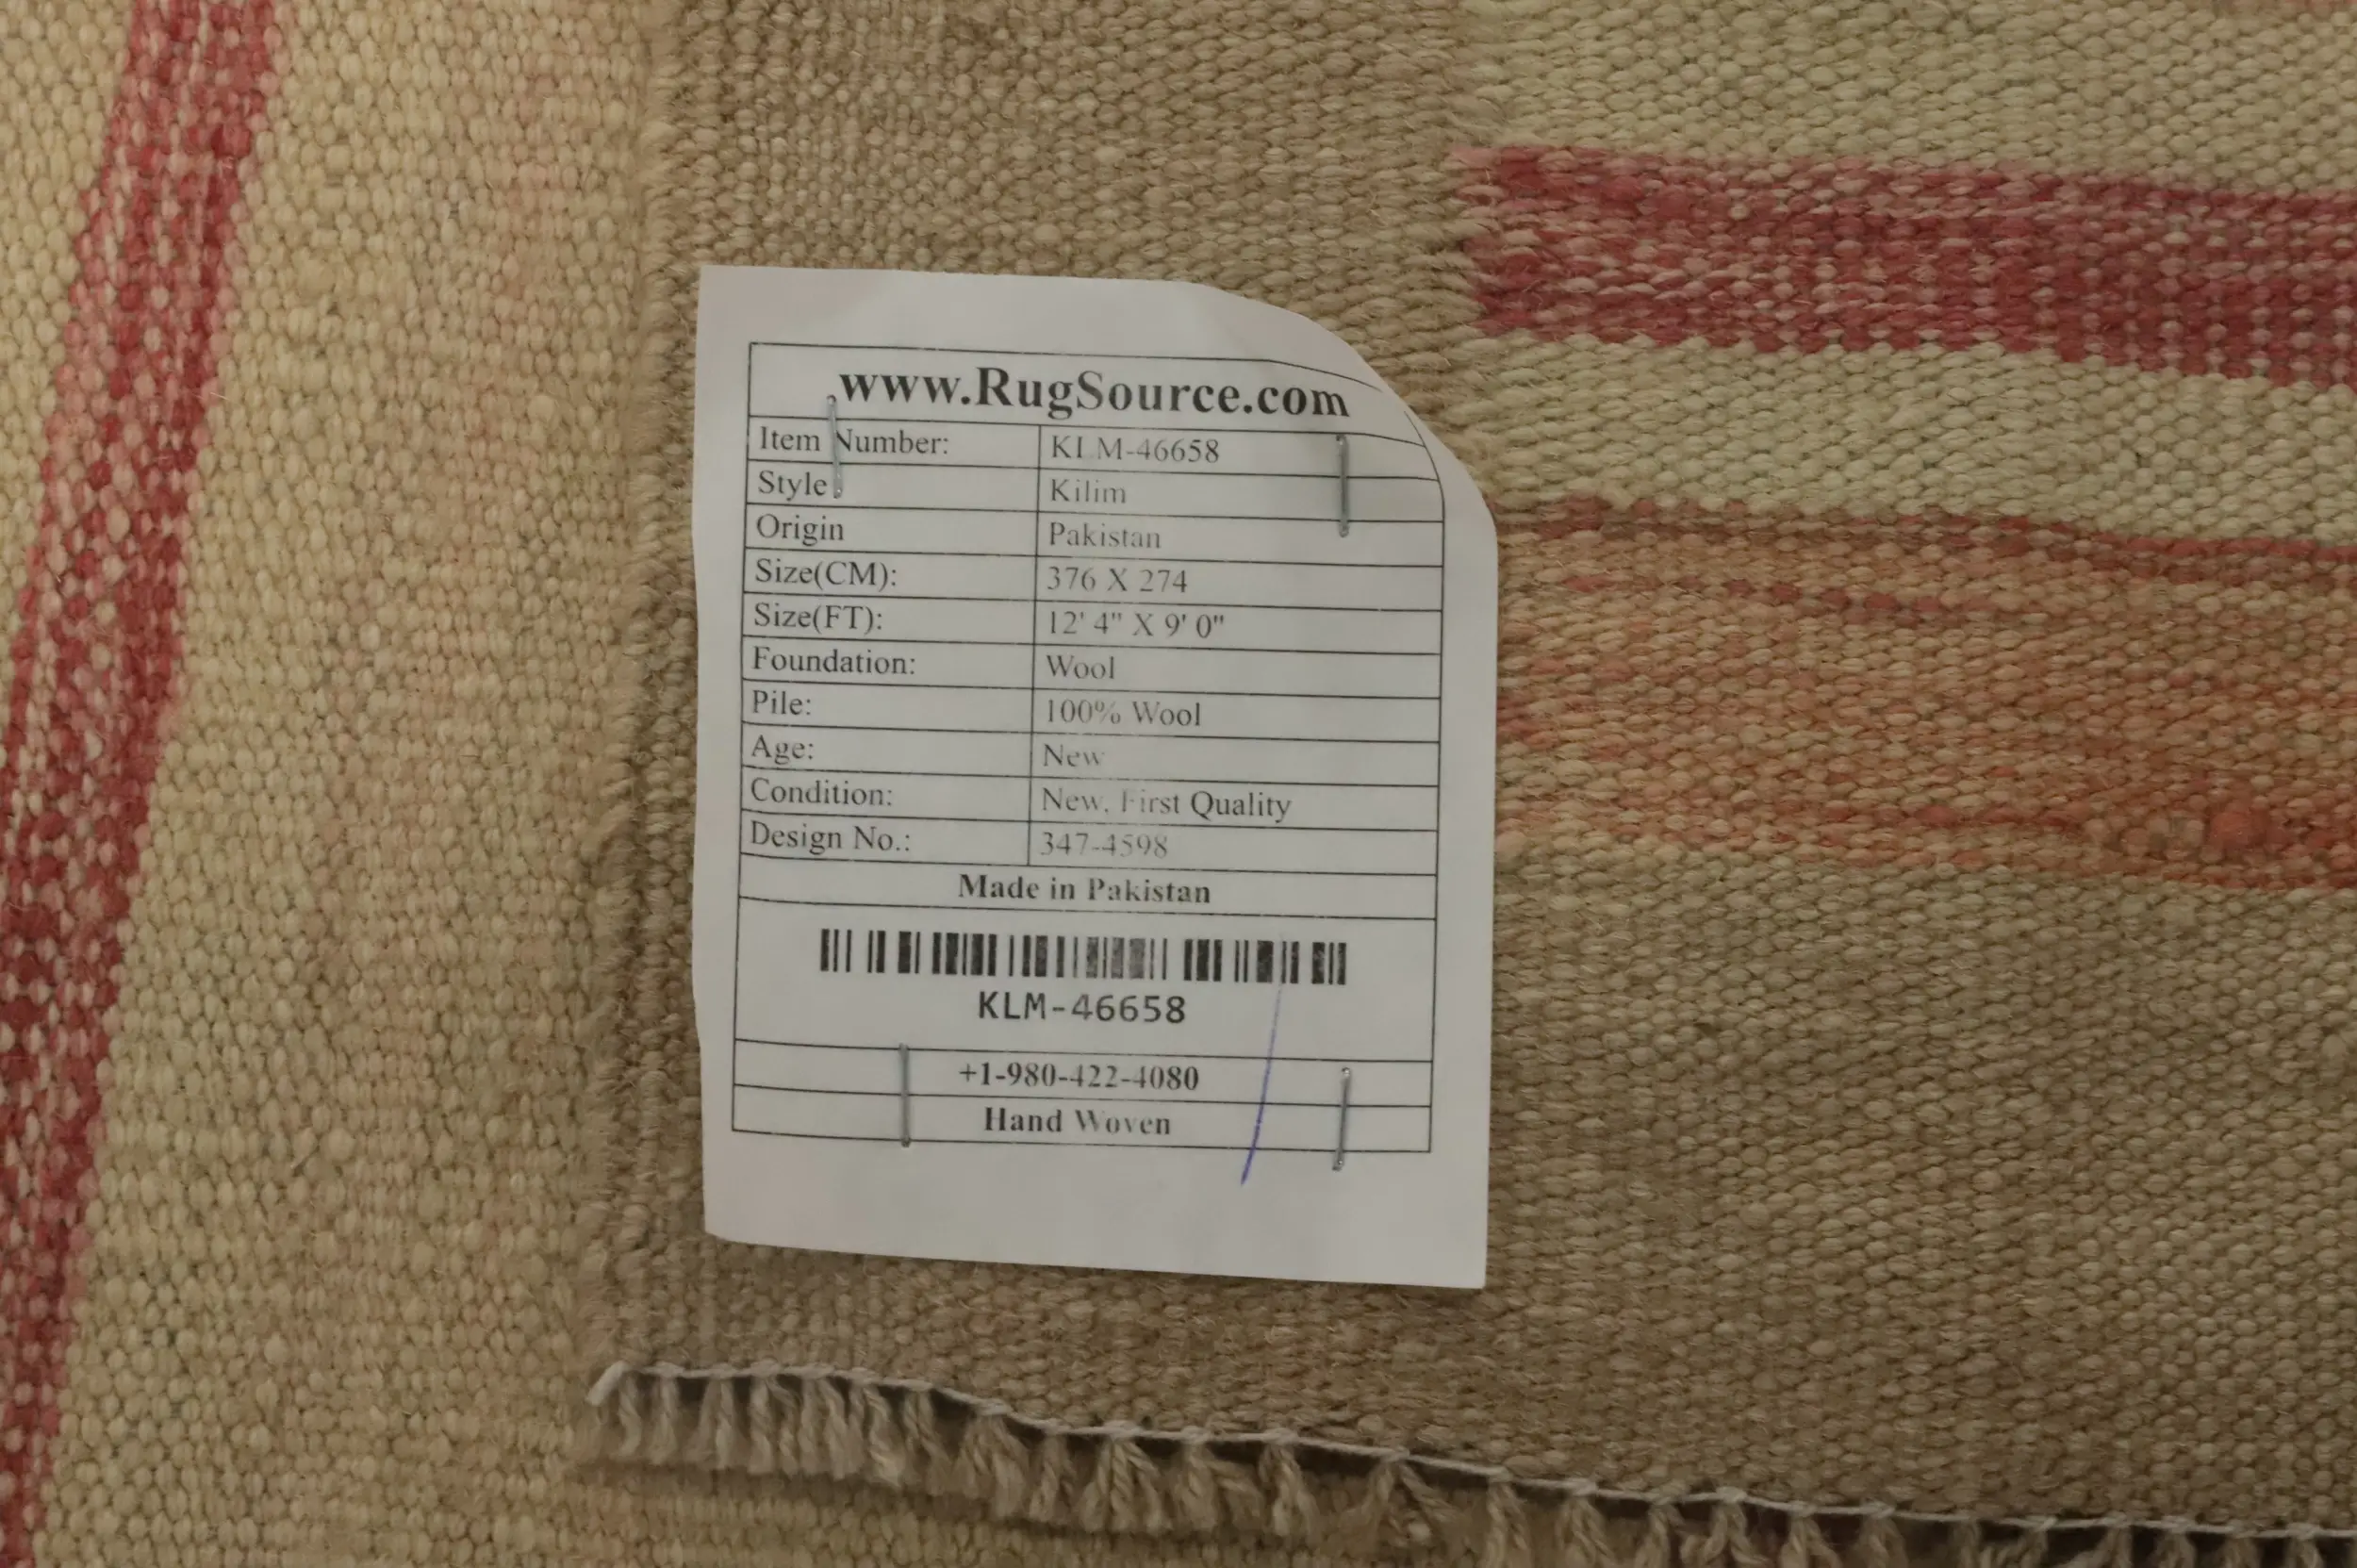 www.RugSource.com
Item Number: KLM-46658
Style: Kilim
Origin Pakistan
Size(CM): 376 X 274
Size(FT): 12' 4" X 9' 0"
Foundation: Wool
Pile: 100% Wool
Age: New
Condition: New, First Quality
Design No.: 347-4598
Made in Pakistan
KLM-46658
+1-980-422-4080
Hand Woven